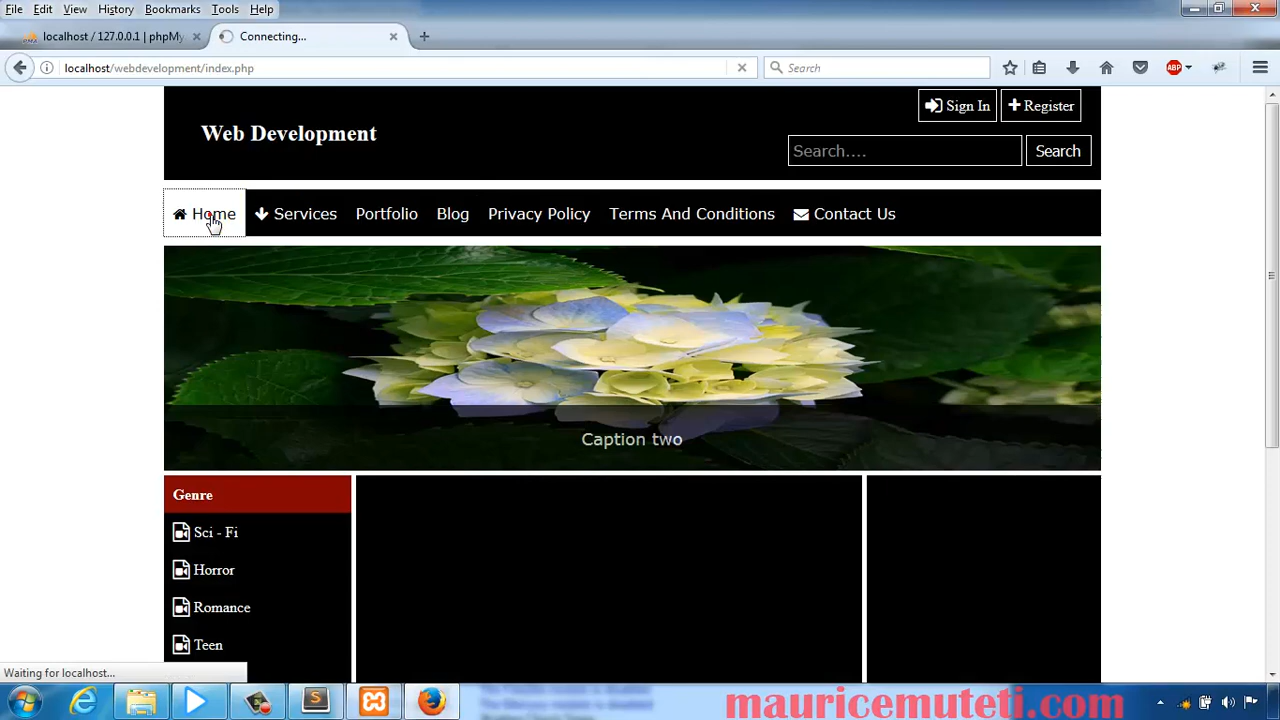 File Edit View History Bookmarks Tools Help
localhost / 127.0.0.1 | phpMy
Connecting...
localhost/webdevelopment/index.php
Search
ABP
Sign In
Register
Web Development
Search....
Search
Home Services Portfolio Blog Privacy Policy Terms And Conditions Contact Us
Caption two
Genre
Sci - Fi
Horror
Romance
Teen
Waiting for localhost...
mauricemuteti.com